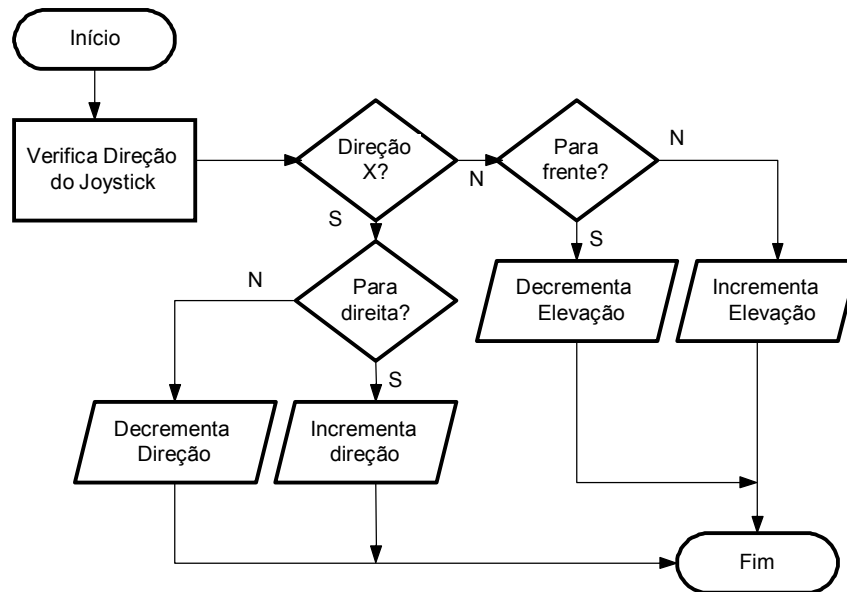 Início
Verifica Direção
do Joystick
Direção
X?
N
S
Para
frente?
N
S
Para
direita?
N
S
Decrementa
Elevação
Incrementa
Elevação
Decrementa
Direção
Incrementa
direção
Fim